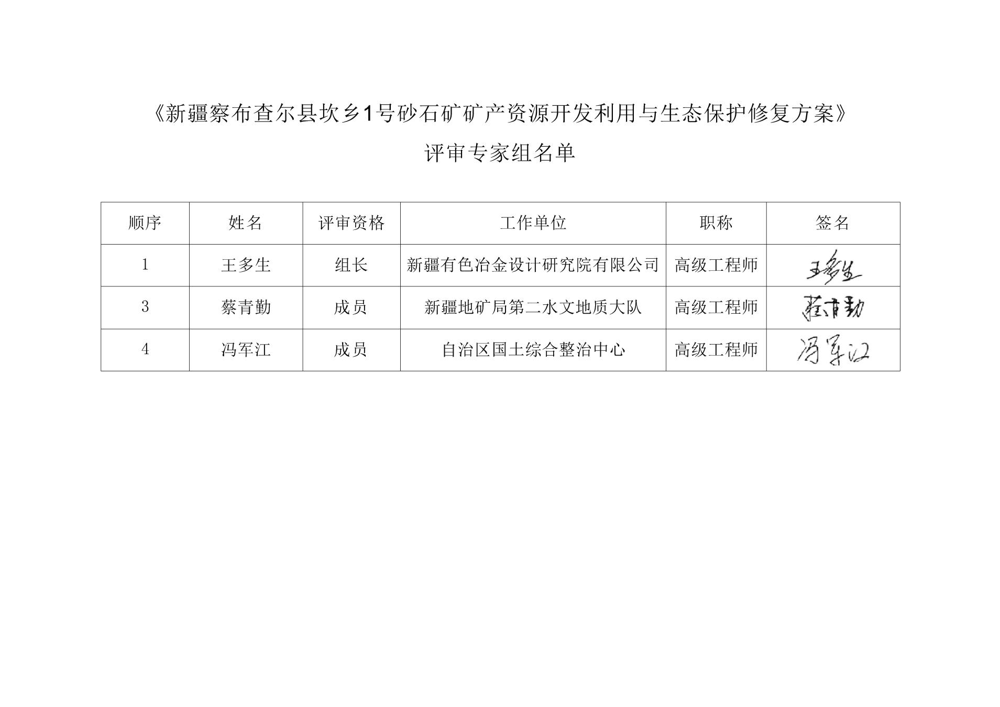 《新疆察布查尔县坎乡1号砂石矿矿产资源开发利用与生态保护修复方案》
评审专家组名单
顺序 姓名 评审资格 工作单位 职称 签名
1 王多生 组长 新疆有色冶金设计研究院有限公司 高级工程师 王多生
3 蔡青勤 成员 新疆地矿局第二水文地质大队 高级工程师 蔡青勤
4 冯军江 成员 自治区国土综合整治中心 高级工程师 冯军江